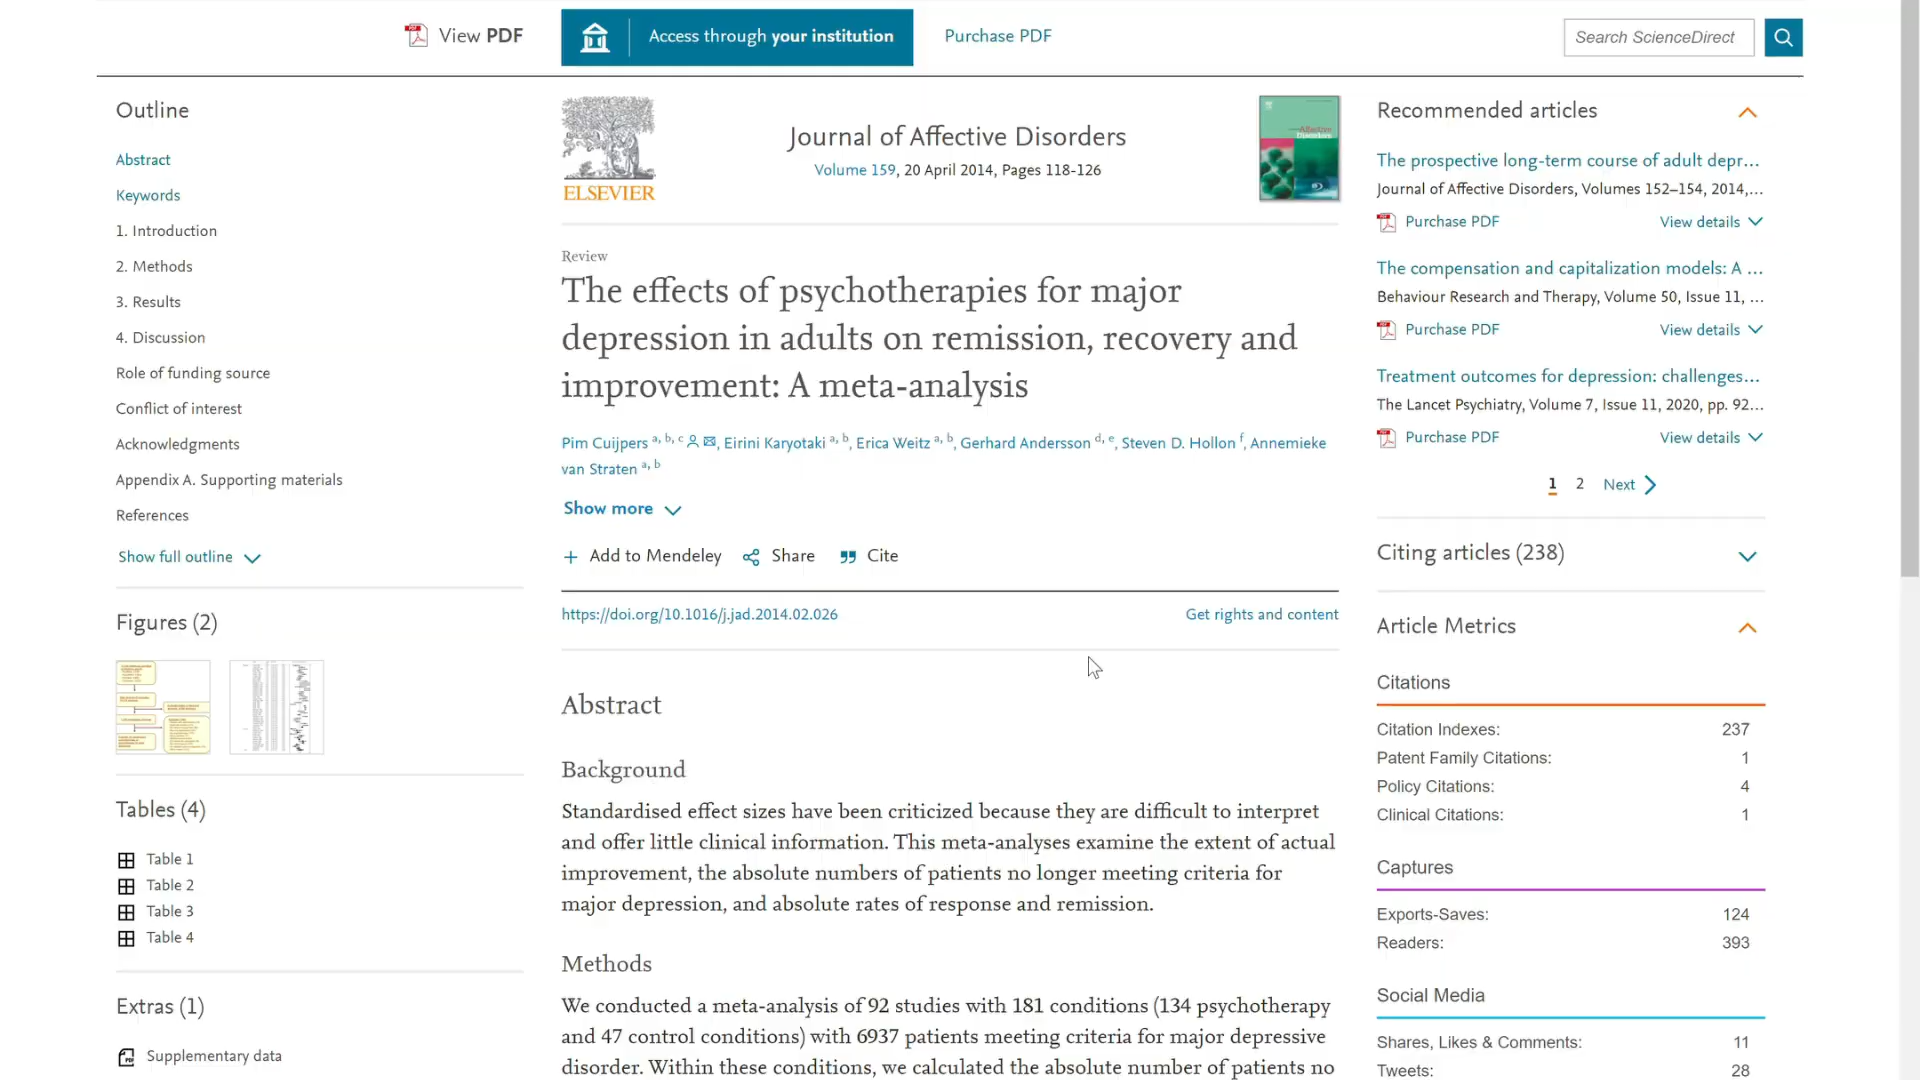 View PDF
Access through your institution
Purchase PDF
Search ScienceDirect
Outline
Abstract
Keywords
1. Introduction
2. Methods
3. Results
4. Discussion
Role of funding source
Conflict of interest
Acknowledgments
Appendix A. Supporting materials
References
Show full outline
Figures (2)
Tables (4)
Table 1
Table 2
Table 3
Table 4
Extras (1)
Supplementary data
ELSEVIER
Journal of Affective Disorders
Volume 159, 20 April 2014, Pages 118-126
Affective
Disorders
Review
The effects of psychotherapies for major
depression in adults on remission, recovery and
improvement: A meta-analysis
Pim Cuijpers a, b, c, Eirini Karyotaki a, b, Erica Weitz a, b, Gerhard Andersson d, e, Steven D. Hollon f, Annemieke
van Straten a, b
Show more
Add to Mendeley
Share
Cite
https://doi.org/10.1016/j.jad.2014.02.026
Get rights and content
Abstract
Background
Standardised effect sizes have been criticized because they are difficult to interpret
and offer little clinical information. This meta-analyses examine the extent of actual
improvement, the absolute numbers of patients no longer meeting criteria for
major depression, and absolute rates of response and remission.
Methods
We conducted a meta-analysis of 92 studies with 181 conditions (134 psychotherapy
and 47 control conditions) with 6937 patients meeting criteria for major depressive
disorder. Within these conditions, we calculated the absolute number of patients no
Recommended articles
The prospective long-term course of adult depr...
Journal of Affective Disorders, Volumes 152–154, 2014,...
Purchase PDF
View details
The compensation and capitalization models: A ...
Behaviour Research and Therapy, Volume 50, Issue 11, ...
Purchase PDF
View details
Treatment outcomes for depression: challenges...
The Lancet Psychiatry, Volume 7, Issue 11, 2020, pp. 92...
Purchase PDF
View details
1 2 Next
Citing articles (238)
Article Metrics
Citations
Citation Indexes: 237
Patent Family Citations: 1
Policy Citations: 4
Clinical Citations: 1
Captures
Exports-Saves: 124
Readers: 393
Social Media
Shares, Likes & Comments: 11
Tweets: 28